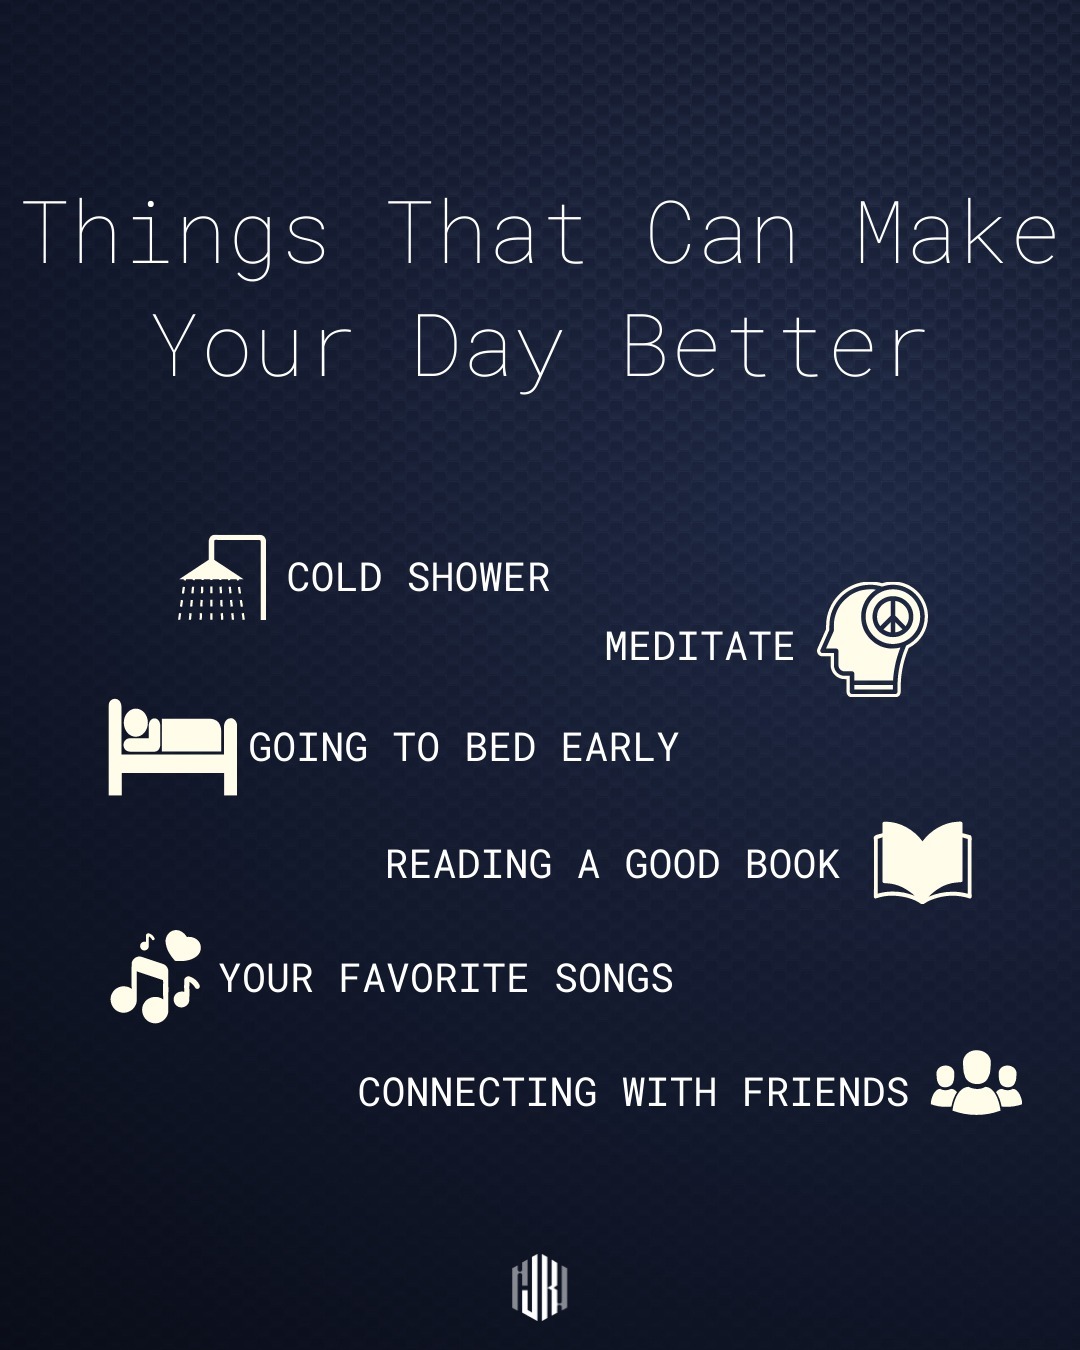 Things That Can Make
Your Day Better
COLD SHOWER
MEDITATE
GOING TO BED EARLY
READING A GOOD BOOK
YOUR FAVORITE SONGS
CONNECTING WITH FRIENDS